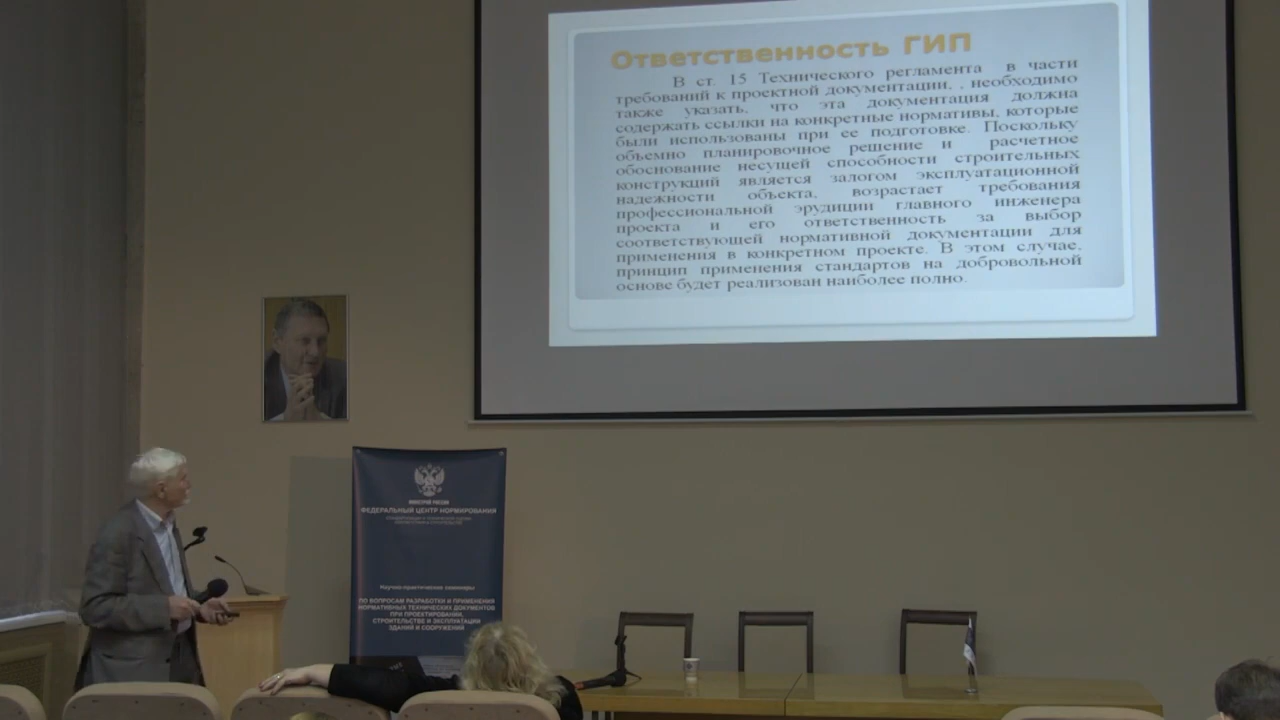 Ответственность ГИП
В ст. 15 Технического регламента в части
требований к проектной документации, , необходимо
также указать, что эта документация должна
содержать ссылки на конкретные нормативы, которые
были использованы при ее подготовке. Поскольку
объемно планировочное решение и расчетное
обоснование несущей способности строительных
конструкций является залогом эксплуатационной
надежности объекта, возрастает требования
профессиональной эрудиции главного инженера
проекта и его ответственность за выбор
соответствующей нормативной документации для
применения в конкретном проекте. В этом случае,
принцип применения стандартов на добровольной
основе будет реализован наиболее полно.
МИНСТРОЙ РОССИИ
ФЕДЕРАЛЬНЫЙ ЦЕНТР НОРМИРОВАНИЯ
Научно-практические семинары
ПО ВОПРОСАМ РАЗРАБОТКИ И ПРИМЕНЕНИЯ
НОРМАТИВНЫХ ТЕХНИЧЕСКИХ ДОКУМЕНТОВ
ПРИ ПРОЕКТИРОВАНИИ,
СТРОИТЕЛЬСТВЕ И ЭКСПЛУАТАЦИИ
ЗДАНИЙ И СООРУЖЕНИЙ